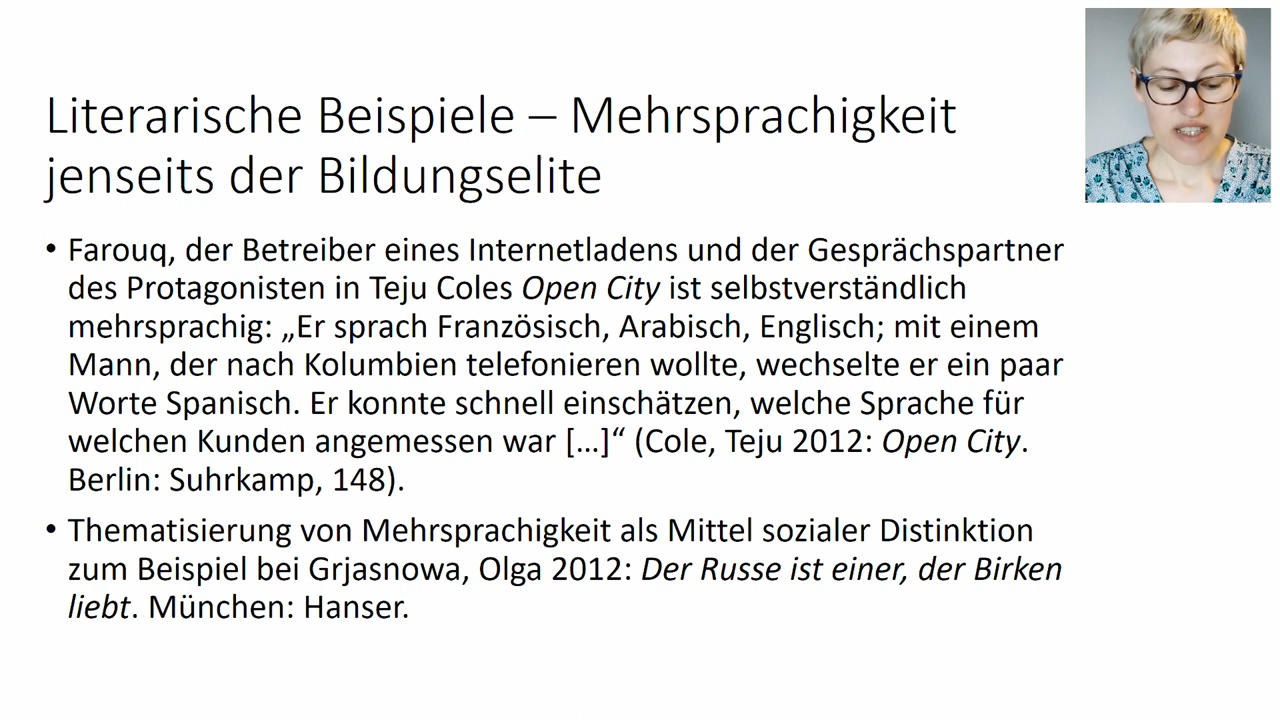 Literarische Beispiele – Mehrsprachigkeit
jenseits der Bildungselite
• Farouq, der Betreiber eines Internetladens und der Gesprächspartner
des Protagonisten in Teju Coles Open City ist selbstverständlich
mehrsprachig: „Er sprach Französisch, Arabisch, Englisch; mit einem
Mann, der nach Kolumbien telefonieren wollte, wechselte er ein paar
Worte Spanisch. Er konnte schnell einschätzen, welche Sprache für
welchen Kunden angemessen war […]“ (Cole, Teju 2012: Open City.
Berlin: Suhrkamp, 148).
• Thematisierung von Mehrsprachigkeit als Mittel sozialer Distinktion
zum Beispiel bei Grjasnowa, Olga 2012: Der Russe ist einer, der Birken
liebt. München: Hanser.